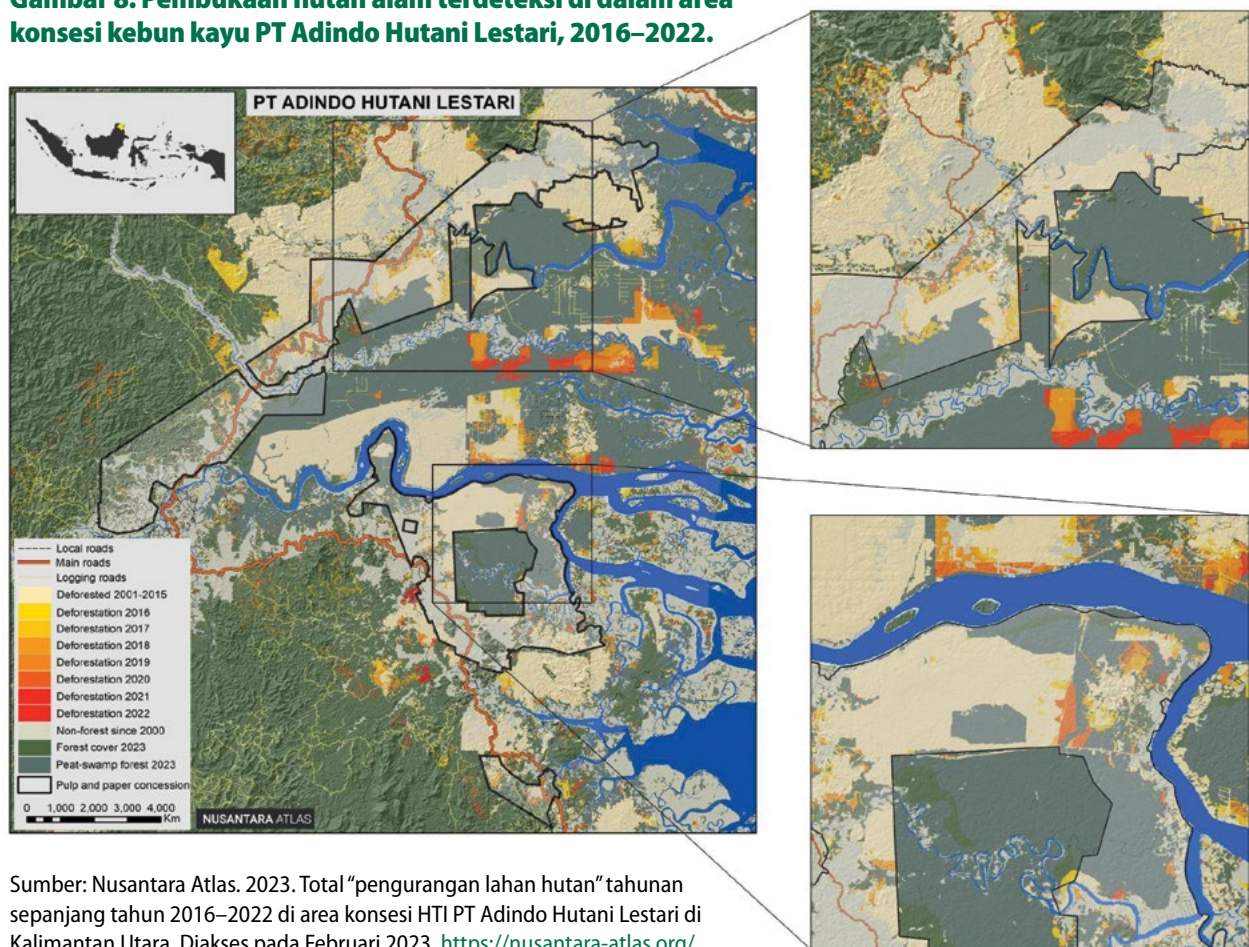 Gambar 8. Pembukaan hutan alam terdeteksi di dalam area
konsesi kebun kayu PT Adindo Hutani Lestari, 2016–2022.
PT ADINDO HUTANI LESTARI
Local roads
Main roads
Logging roads
Deforested 2001-2015
Deforestation 2016
Deforestation 2017
Deforestation 2018
Deforestation 2019
Deforestation 2020
Deforestation 2021
Deforestation 2022
Non-forest since 2000
Forest cover 2023
Peat-swamp forest 2023
Pulp and paper concession
0 1,000 2,000 3,000 4,000
Km
NUSANTARA ATLAS
Sumber: Nusantara Atlas. 2023. Total “pengurangan lahan hutan” tahunan
sepanjang tahun 2016–2022 di area konsesi HTI PT Adindo Hutani Lestari di
Kalimantan Utara. Diakses pada Februari 2023. https://nusantara-atlas.org/